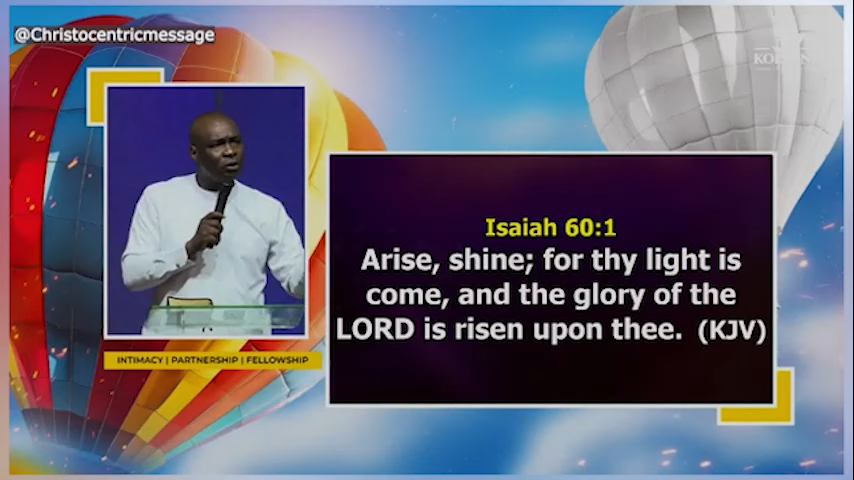 @Christocentricmessage
Isaiah 60:1
Arise, shine; for thy light is
come, and the glory of the
LORD is risen upon thee. (KJV)
INTIMACY | PARTNERSHIP | FELLOWSHIP